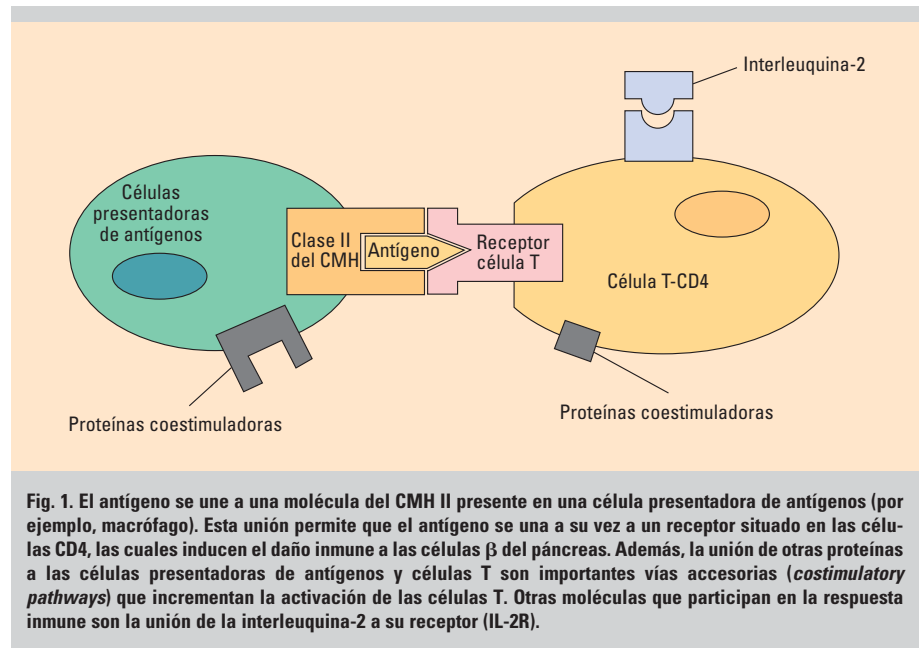 Interleuquina-2
Células
presentadoras
de antígenos
Clase II
del CMH
Antígeno
Receptor
célula T
Célula T-CD4
Proteínas coestimuladoras
Proteínas coestimuladoras
Fig. 1. El antígeno se une a una molécula del CMH II presente en una célula presentadora de antígenos (por
ejemplo, macrófago). Esta unión permite que el antígeno se una a su vez a un receptor situado en las célu-
las CD4, las cuales inducen el daño inmune a las células β del páncreas. Además, la unión de otras proteínas
a las células presentadoras de antígenos y células T son importantes vías accesorias (costimulatory
pathways) que incrementan la activación de las células T. Otras moléculas que participan en la respuesta
inmune son la unión de la interleuquina-2 a su receptor (IL-2R).